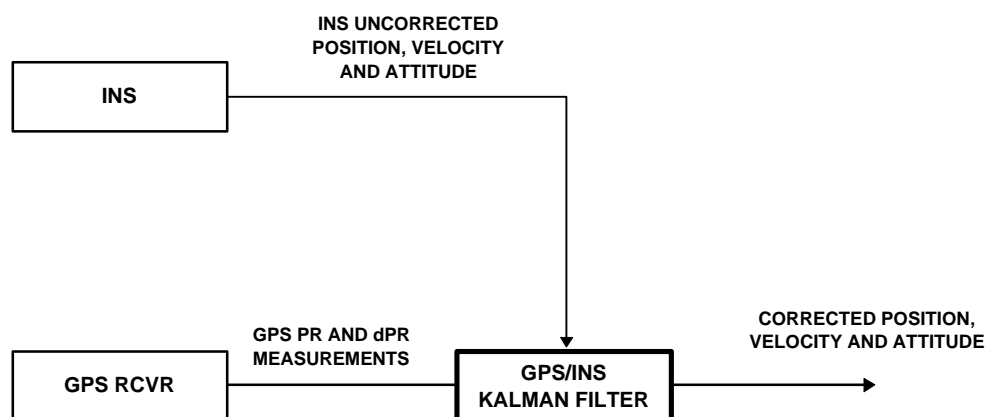 INS UNCORRECTED
POSITION, VELOCITY
AND ATTITUDE
INS
GPS PR AND dPR
MEASUREMENTS
GPS RCVR
GPS/INS
KALMAN FILTER
CORRECTED POSITION,
VELOCITY AND ATTITUDE